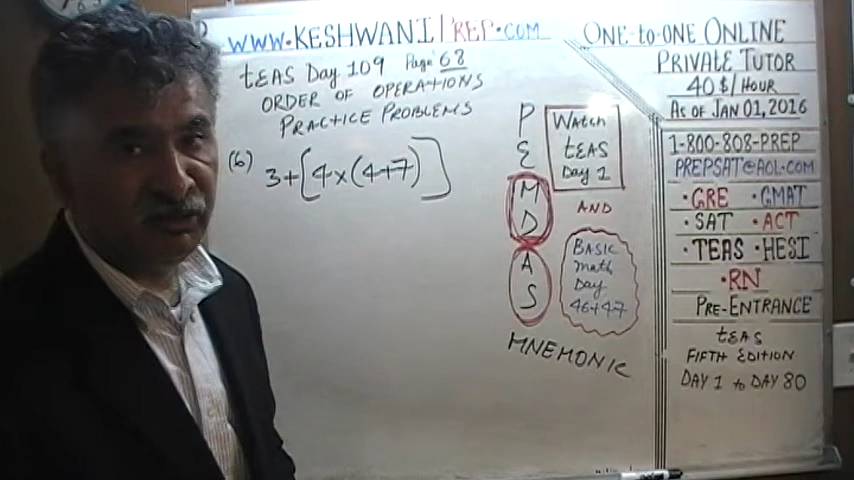 WWW.KESHWANIPREP.COM
TEAS Day 109 Page 68
ORDER OF OPERATIONS
PRACTICE PROBLEMS
(6) 3+[4×(4+7)]
P
E
M
D
A
S
MNEMONIC
Watch
TEAS
Day 1
AND
BASIC
math
Day
46+47
ONE-TO-ONE ONLINE
PRIVATE TUTOR
40$/HOUR
AS OF JAN 01, 2016
1-800-808-PREP
PREPSAT@AOL.COM
•GRE •GMAT
•SAT •ACT
•TEAS •HESI
•RN
PRE-ENTRANCE
TEAS
FIFTH EDITION
DAY 1 TO DAY 80